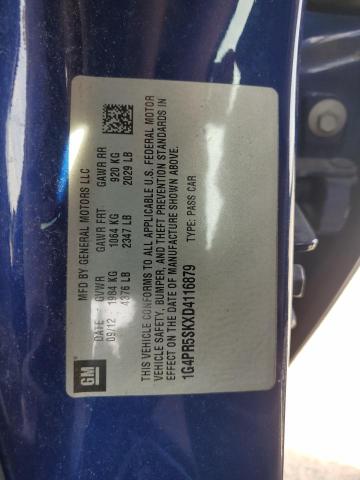 MFD BY GENERAL MOTORS LLC
DATE GVWR GAWR FRT GAWR RR
09/12 1984 KG 1064 KG 920 KG
4376 LB 2347 LB 2029 LB
THIS VEHICLE CONFORMS TO ALL APPLICABLE U.S. FEDERAL MOTOR
VEHICLE SAFETY, BUMPER, AND THEFT PREVENTION STANDARDS IN
EFFECT ON THE DATE OF MANUFACTURE SHOWN ABOVE.
1G4PR5SKXD4116879 TYPE: PASS CAR
GM